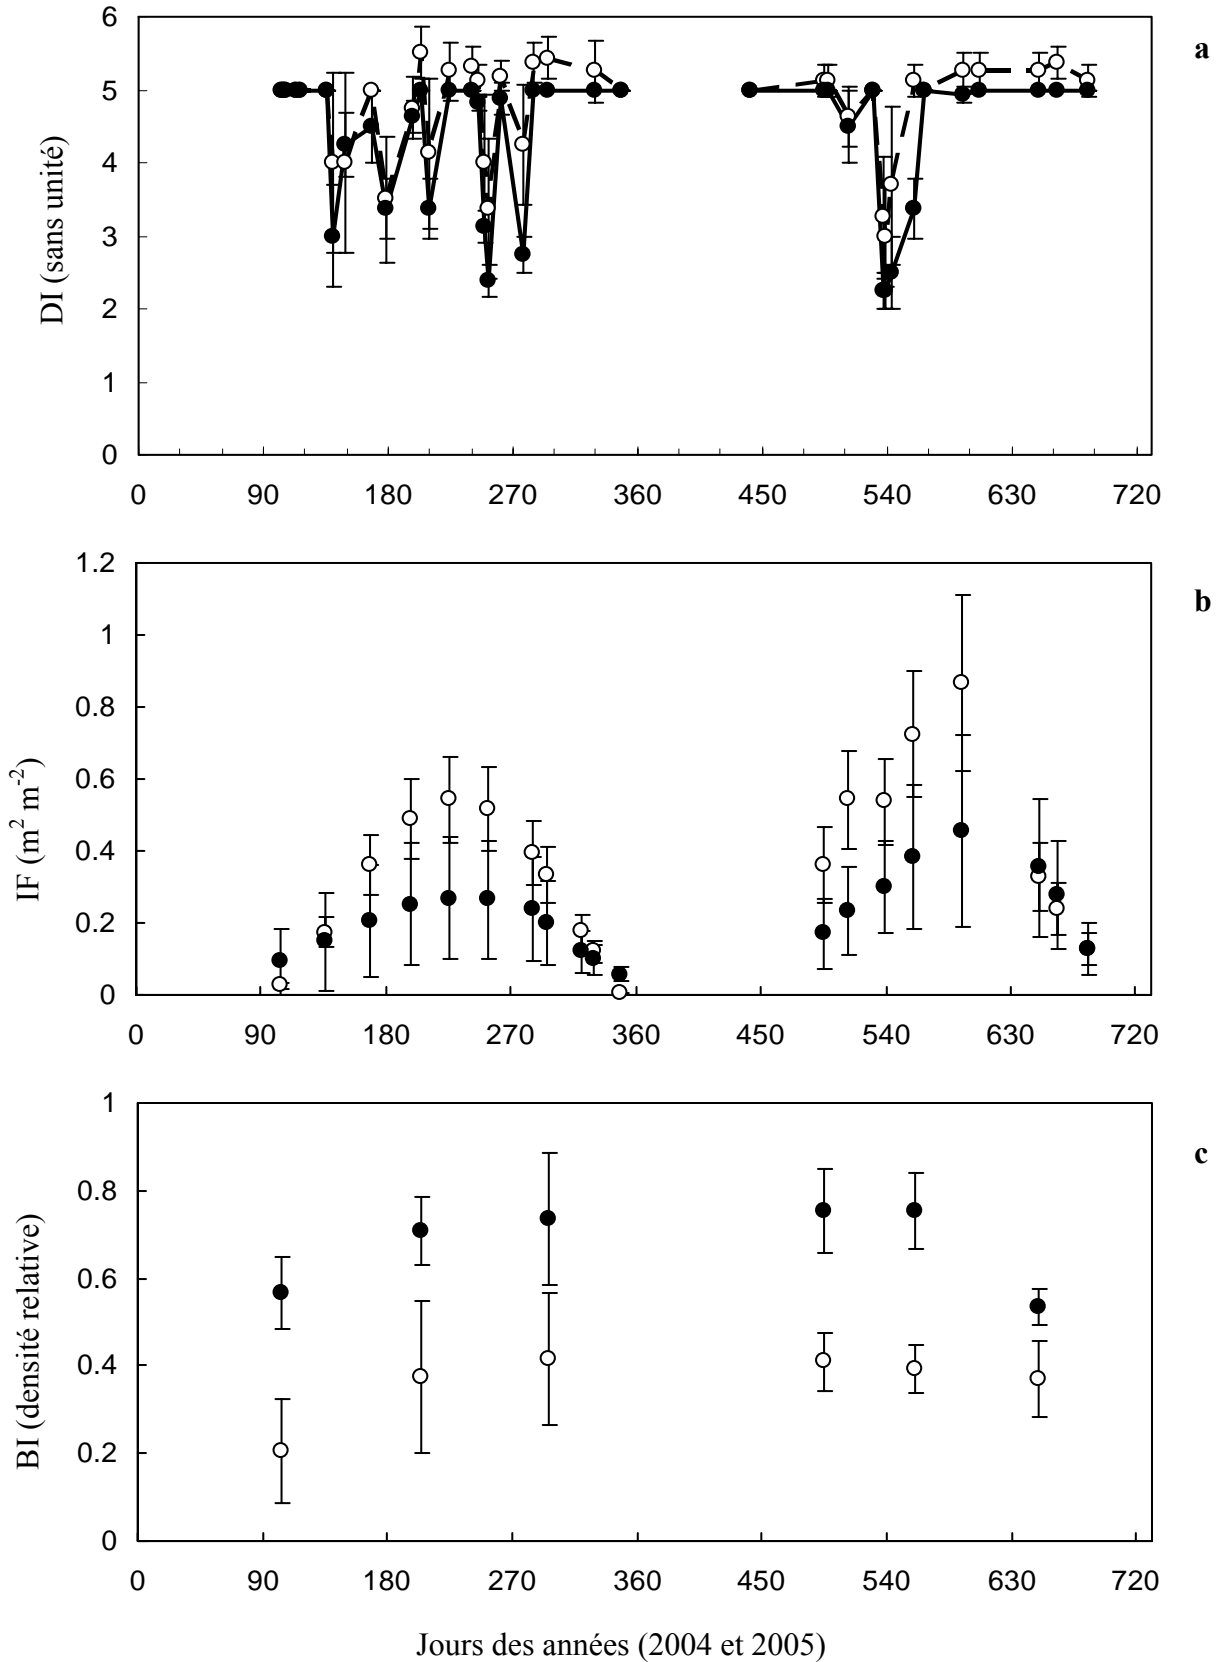 a
DI (sans unité)
6
5
4
3
2
1
0
0 90 180 270 360 450 540 630 720
b
IF (m² m⁻²)
1.2
1
0.8
0.6
0.4
0.2
0
0 90 180 270 360 450 540 630 720
c
BI (densité relative)
1
0.8
0.6
0.4
0.2
0
0 90 180 270 360 450 540 630 720
Jours des années (2004 et 2005)